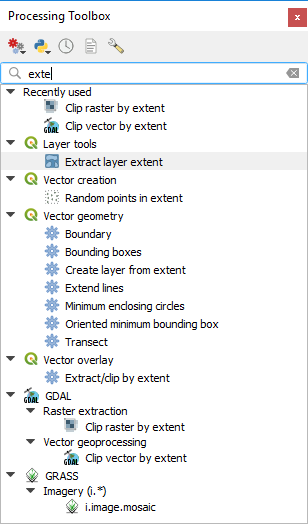 Processing Toolbox
exte
Recently used
Clip raster by extent
GDAL Clip vector by extent
Layer tools
Extract layer extent
Vector creation
Random points in extent
Vector geometry
Boundary
Bounding boxes
Create layer from extent
Extend lines
Minimum enclosing circles
Oriented minimum bounding box
Transect
Vector overlay
Extract/clip by extent
GDAL GDAL
Raster extraction
Clip raster by extent
Vector geoprocessing
GDAL Clip vector by extent
GRASS
Imagery (i.*)
i.image.mosaic